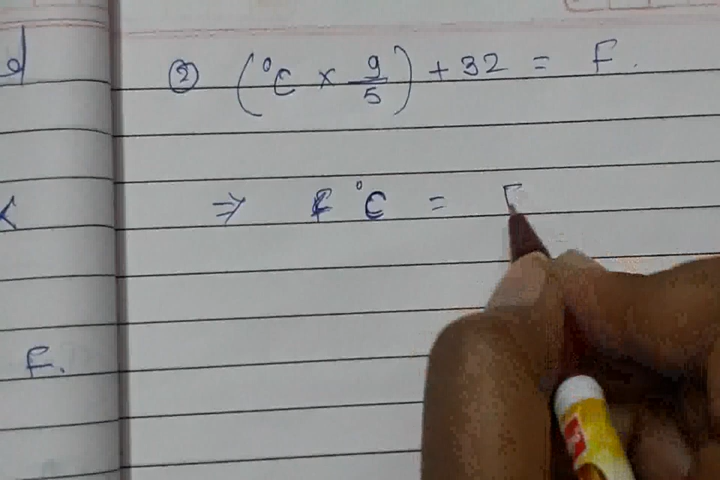 ② (°C × 9/5) + 32 = F.
⇒ °C =
F.